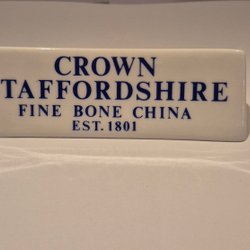 CROWN
TAFFORDSHIRE
FINE BONE CHINA
EST. 1801